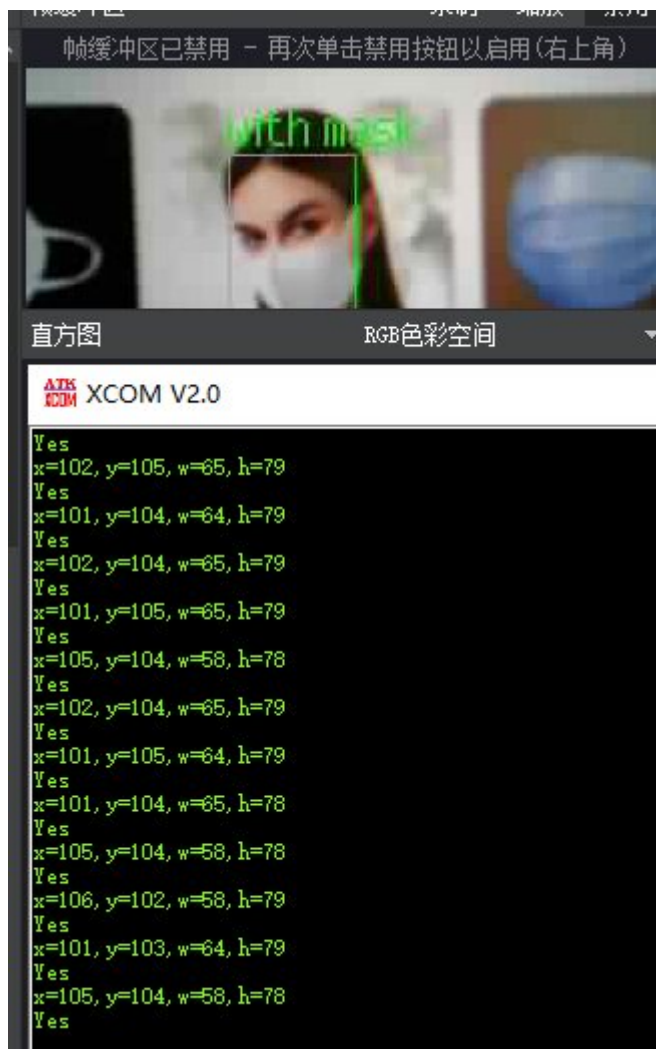 帧缓冲区已禁用 - 再次单击禁用按钮以启用(右上角)
with mask
直方图 RGB色彩空间
ATK XCOM XCOM V2.0
Yes
x=102, y=105, w=65, h=79
Yes
x=101, y=104, w=64, h=79
Yes
x=102, y=104, w=65, h=79
Yes
x=101, y=105, w=65, h=79
Yes
x=105, y=104, w=58, h=78
Yes
x=102, y=104, w=65, h=79
Yes
x=101, y=105, w=64, h=79
Yes
x=101, y=104, w=65, h=78
Yes
x=105, y=104, w=58, h=78
Yes
x=106, y=102, w=58, h=79
Yes
x=101, y=103, w=64, h=79
Yes
x=105, y=104, w=58, h=78
Yes